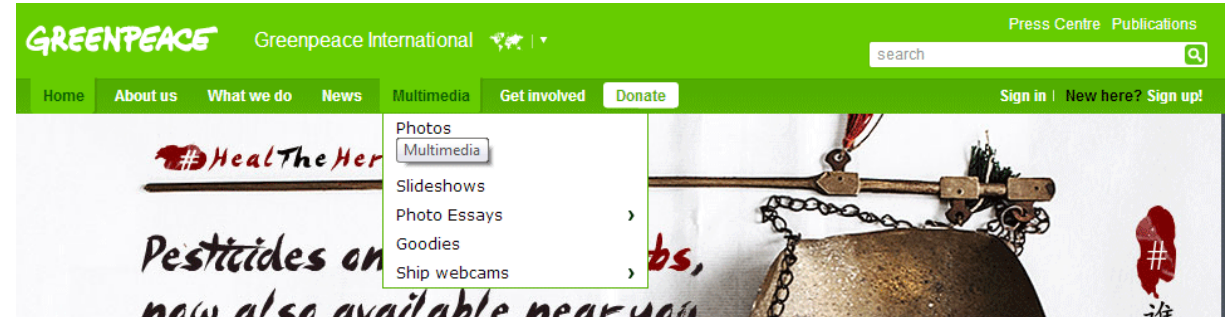 Press Centre Publications
GREENPEACE Greenpeace International
search
Home About us What we do News Multimedia Get involved Donate Sign in | New here? Sign up!
Photos
Multimedia
#HealTheHer
Slideshows
Photo Essays
Goodies
Ship webcams
Pesticides on bs,
now also available near you
#
誰